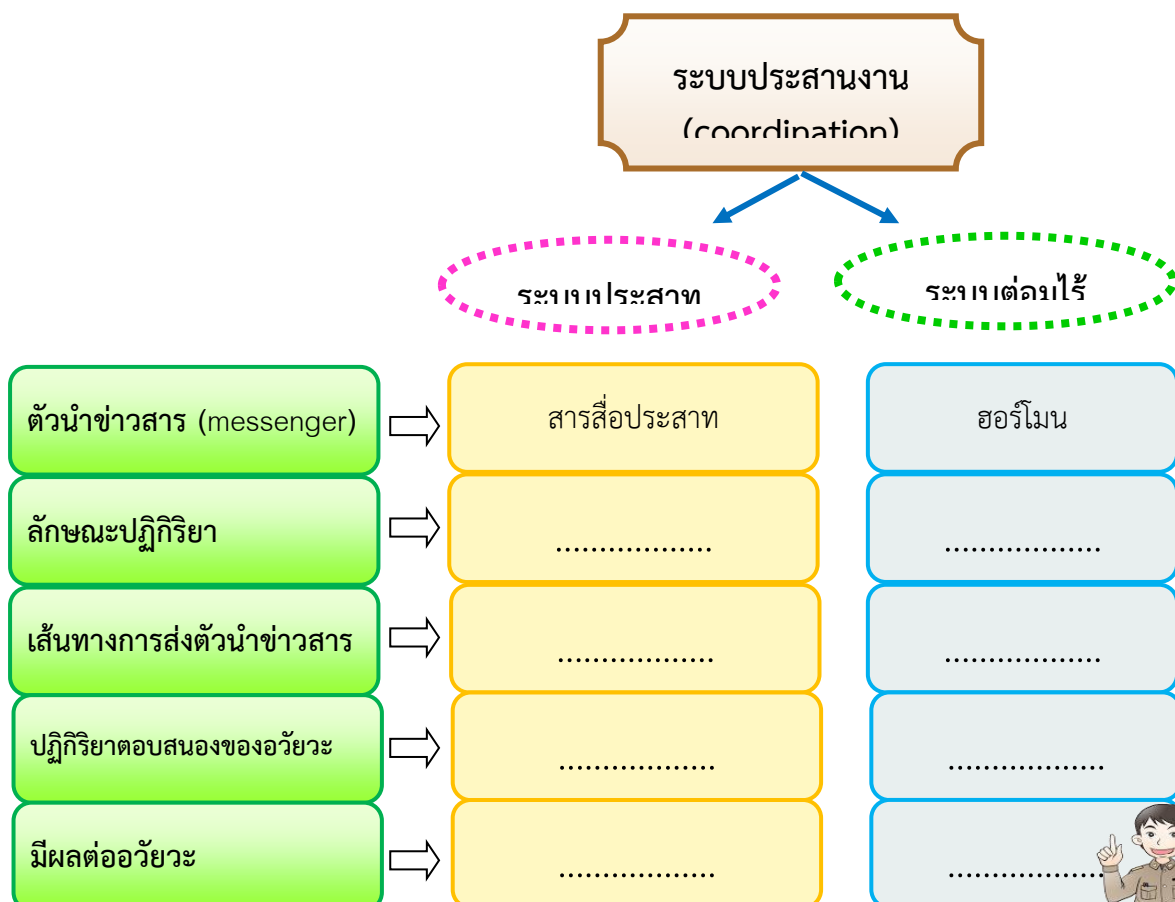 ระบบประสานงาน
(coordination)
ระบบประสาท
ระบบต่อมไร้
ตัวนำข่าวสาร (messenger)
สารสื่อประสาท
ฮอร์โมน
ลักษณะปฏิกิริยา
..................
..................
เส้นทางการส่งตัวนำข่าวสาร
..................
..................
ปฏิกิริยาตอบสนองของอวัยวะ
..................
..................
มีผลต่ออวัยวะ
..................
..................